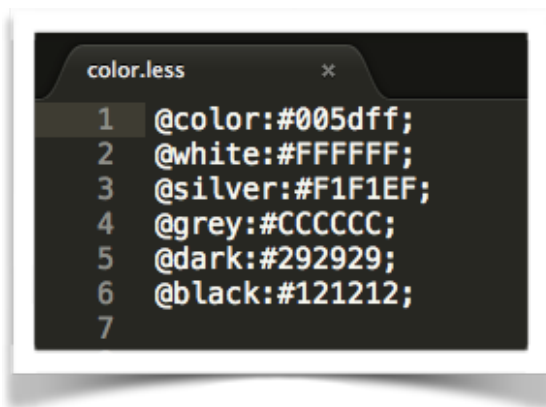 color.less ×
1 @color:#005dff;
2 @white:#FFFFFF;
3 @silver:#F1F1EF;
4 @grey:#CCCCCC;
5 @dark:#292929;
6 @black:#121212;
7